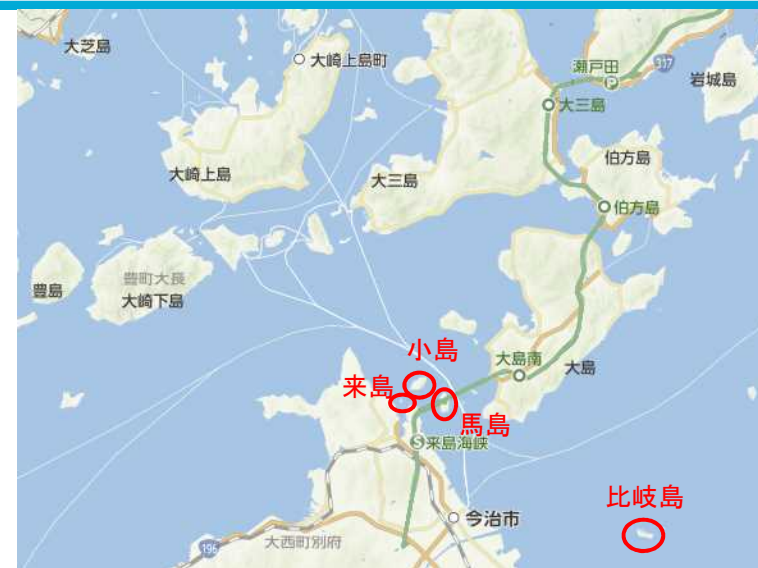 大芝島
大崎上島町
瀬戸田
P
317
岩城島
大三島
伯方島
大崎上島
大三島
伯方島
豊町大長
豊島
大崎下島
小島
大島南
大島
来島
馬島
S来島海峡
比岐島
今治市
196
大西町別府